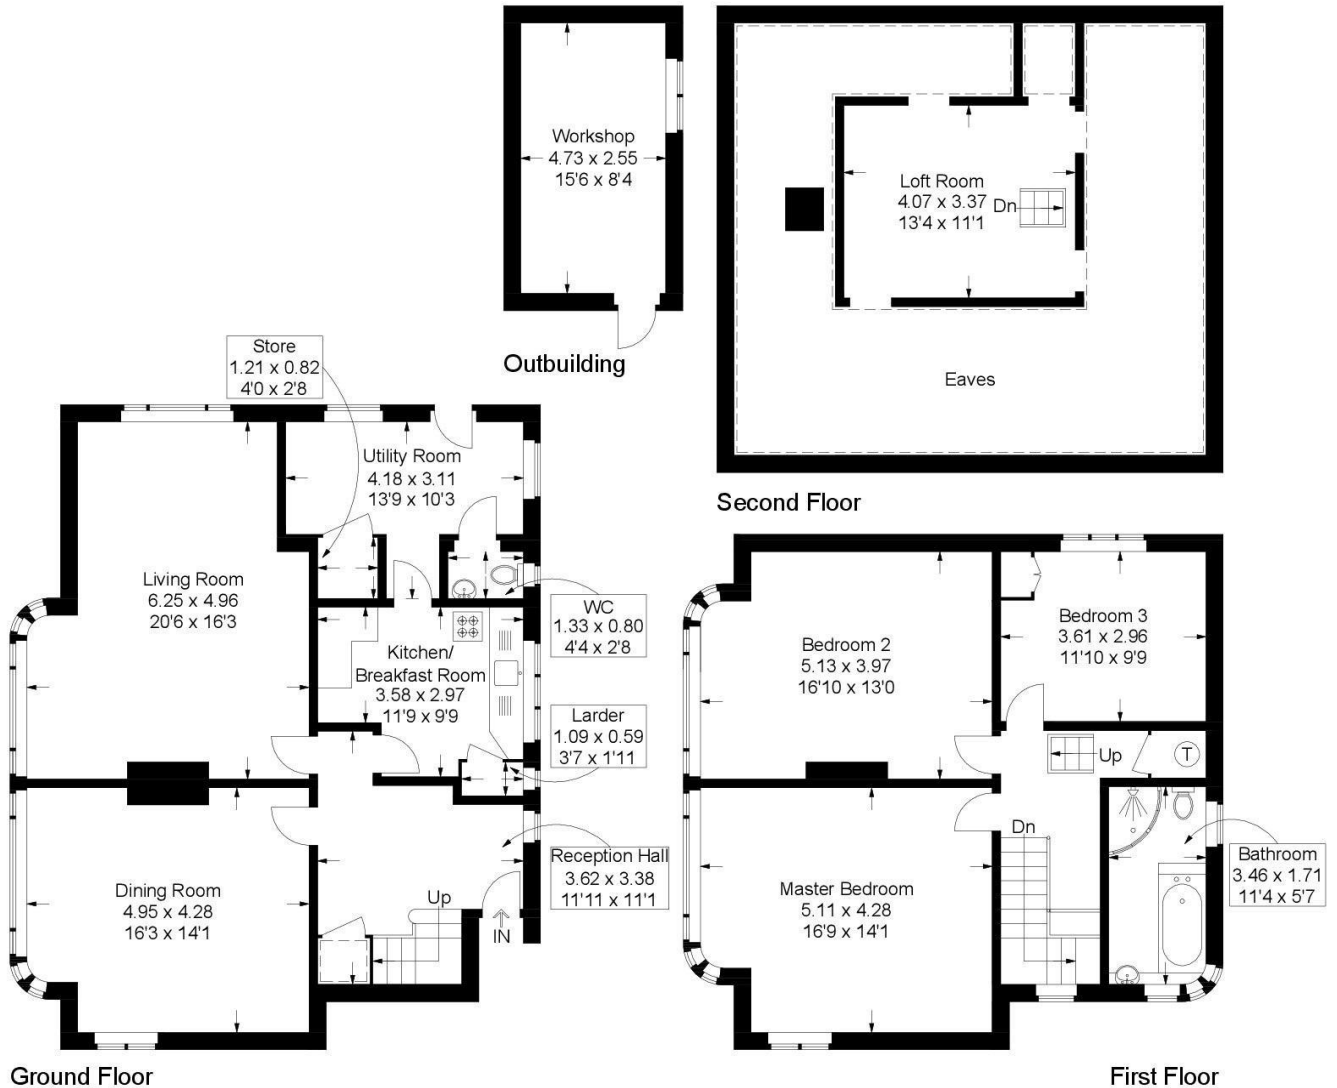 Workshop
4.73 x 2.55
15'6 x 8'4
Outbuilding
Loft Room
4.07 x 3.37
13'4 x 11'1
Dn
Eaves
Second Floor
Store
1.21 x 0.82
4'0 x 2'8
Utility Room
4.18 x 3.11
13'9 x 10'3
Living Room
6.25 x 4.96
20'6 x 16'3
WC
1.33 x 0.80
4'4 x 2'8
Kitchen/
Breakfast Room
3.58 x 2.97
11'9 x 9'9
Larder
1.09 x 0.59
3'7 x 1'11
Reception Hall
3.62 x 3.38
11'11 x 11'1
Dining Room
4.95 x 4.28
16'3 x 14'1
Up
IN
Ground Floor
Bedroom 2
5.13 x 3.97
16'10 x 13'0
Bedroom 3
3.61 x 2.96
11'10 x 9'9
Up
T
Dn
Master Bedroom
5.11 x 4.28
16'9 x 14'1
Bathroom
3.46 x 1.71
11'4 x 5'7
First Floor